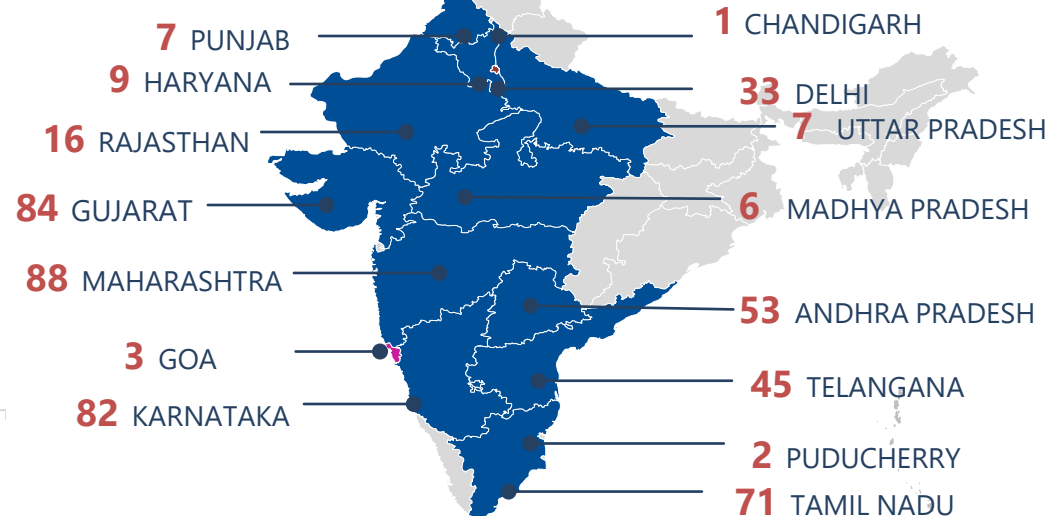 7 PUNJAB
9 HARYANA
16 RAJASTHAN
84 GUJARAT
88 MAHARASHTRA
3 GOA
82 KARNATAKA
1 CHANDIGARH
33 DELHI
7 UTTAR PRADESH
6 MADHYA PRADESH
53 ANDHRA PRADESH
45 TELANGANA
2 PUDUCHERRY
71 TAMIL NADU